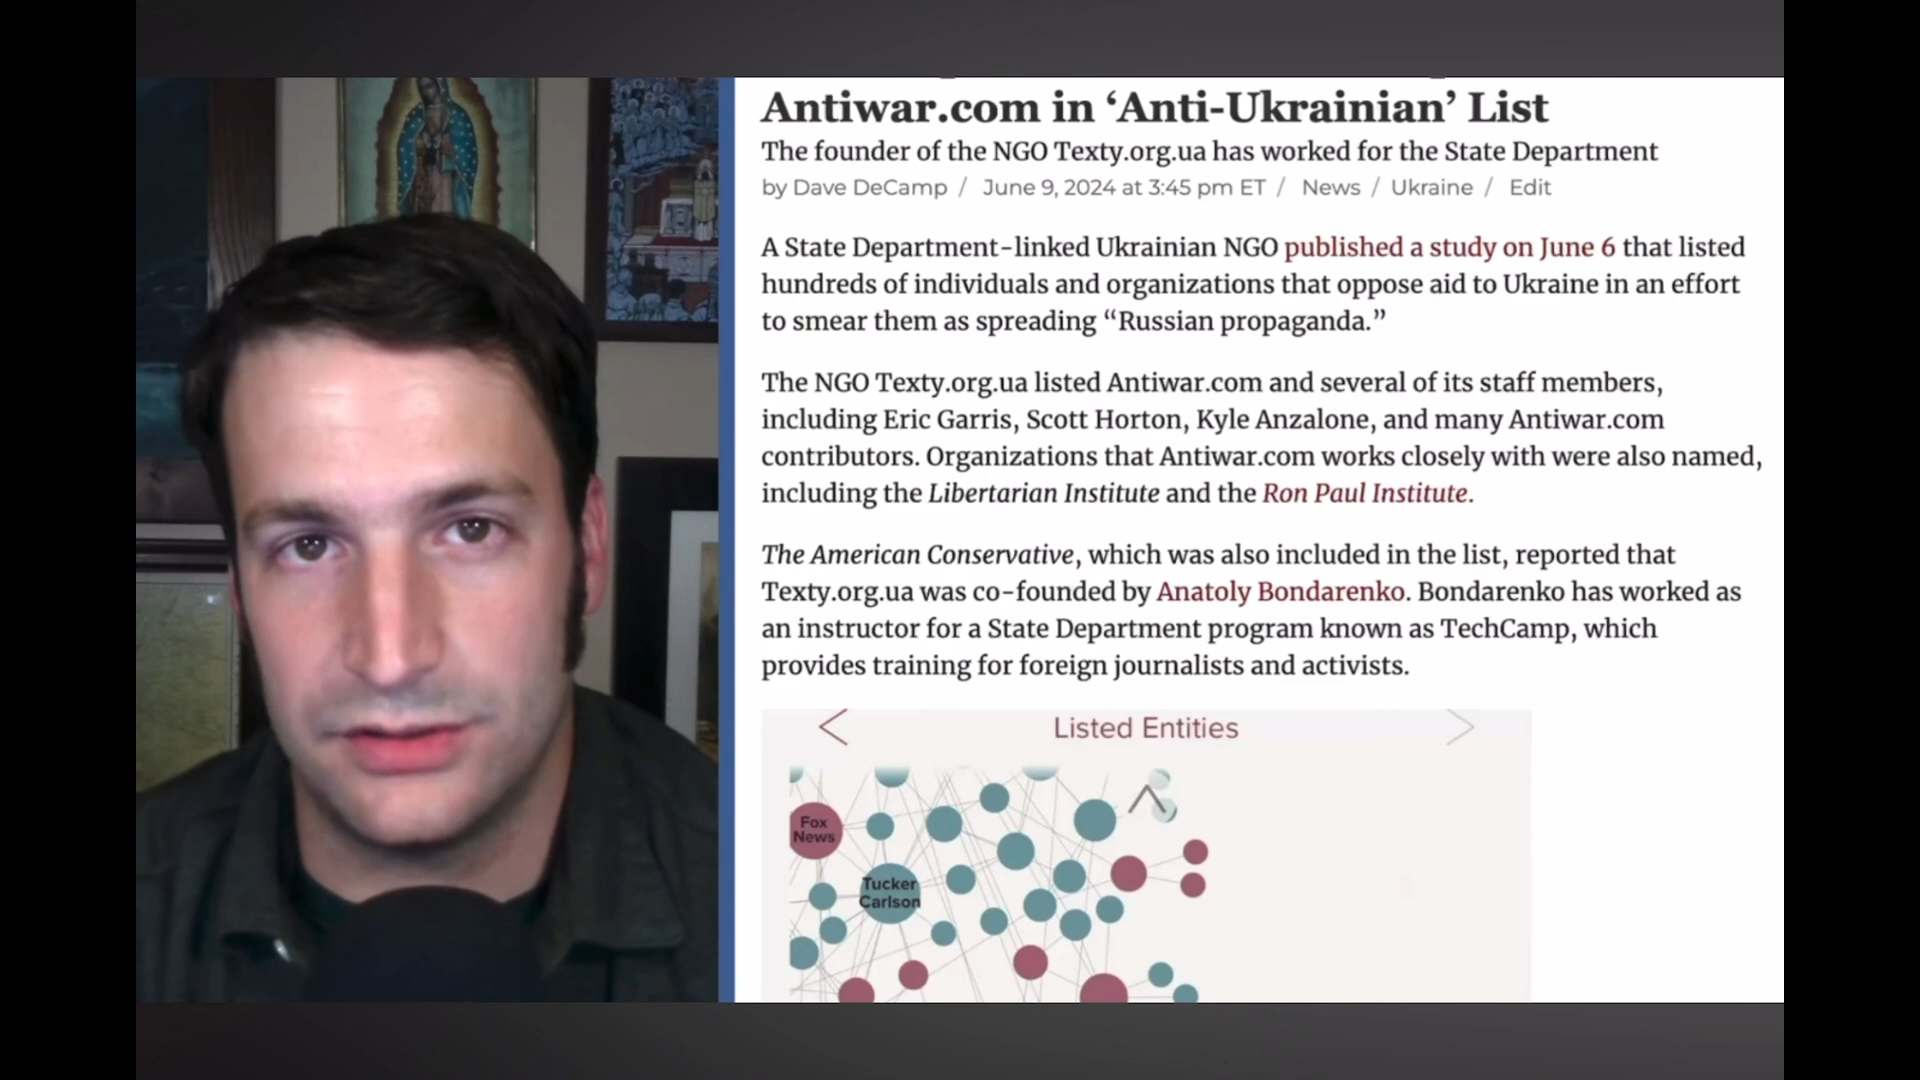 Antiwar.com in ‘Anti-Ukrainian’ List
The founder of the NGO Texty.org.ua has worked for the State Department
by Dave DeCamp / June 9, 2024 at 3:45 pm ET / News / Ukraine / Edit
A State Department-linked Ukrainian NGO published a study on June 6 that listed
hundreds of individuals and organizations that oppose aid to Ukraine in an effort
to smear them as spreading “Russian propaganda.”
The NGO Texty.org.ua listed Antiwar.com and several of its staff members,
including Eric Garris, Scott Horton, Kyle Anzalone, and many Antiwar.com
contributors. Organizations that Antiwar.com works closely with were also named,
including the Libertarian Institute and the Ron Paul Institute.
The American Conservative, which was also included in the list, reported that
Texty.org.ua was co-founded by Anatoly Bondarenko. Bondarenko has worked as
an instructor for a State Department program known as TechCamp, which
provides training for foreign journalists and activists.
Listed Entities
Fox
News
Tucker
Carlson